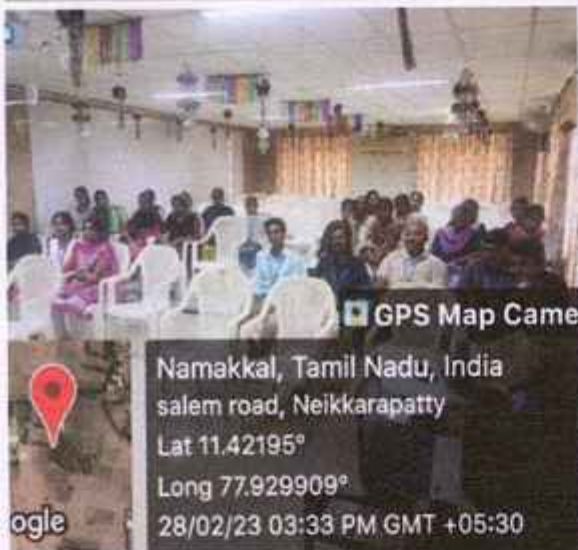 GPS Map Came
Namakkal, Tamil Nadu, India
salem road, Neikkarapatty
Lat 11.42195°
Long 77.929909°
28/02/23 03:33 PM GMT +05:30
ogle